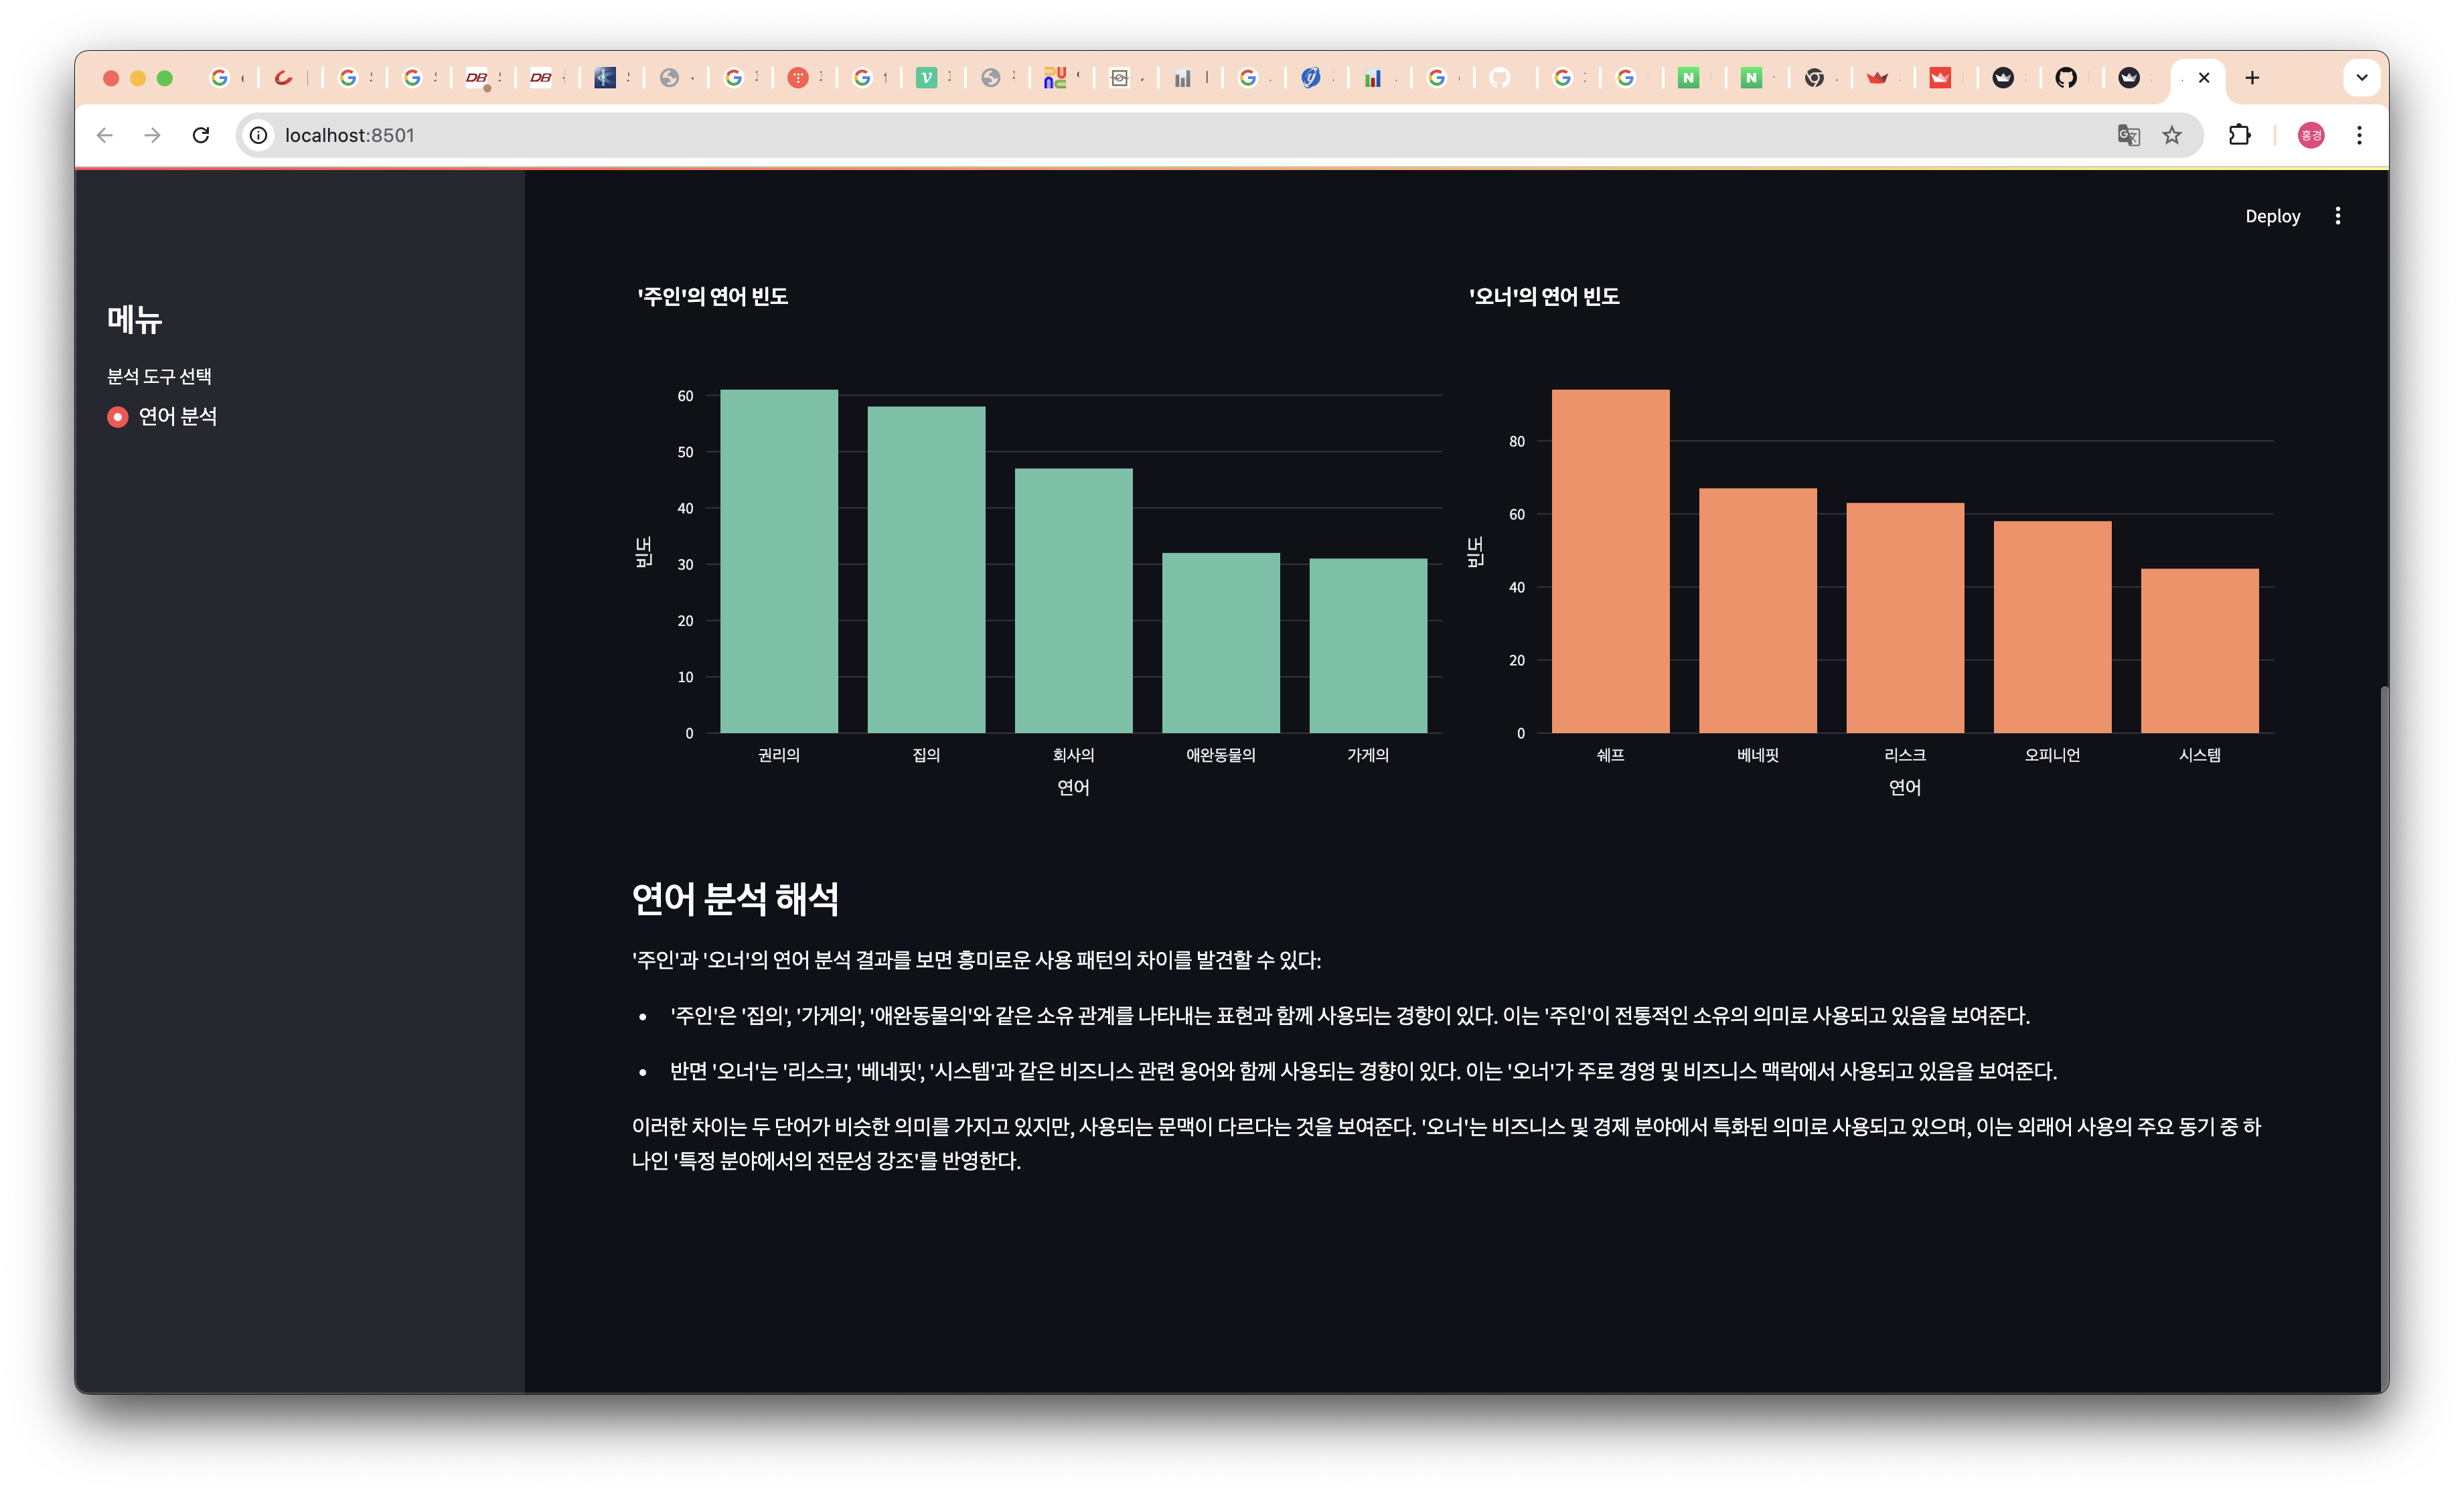 localhost:8501
홍경
Deploy
메뉴
분석 도구 선택
연어 분석
'주인'의 연어 빈도
60
50
40
30
20
10
0
빈도
권리의 집의 회사의 애완동물의 가게의
연어
'오너'의 연어 빈도
80
60
40
20
0
빈도
쉐프 베네핏 리스크 오피니언 시스템
연어
연어 분석 해석
'주인'과 '오너'의 연어 분석 결과를 보면 흥미로운 사용 패턴의 차이를 발견할 수 있다:
• '주인'은 '집의', '가게의', '애완동물의'와 같은 소유 관계를 나타내는 표현과 함께 사용되는 경향이 있다. 이는 '주인'이 전통적인 소유의 의미로 사용되고 있음을 보여준다.
• 반면 '오너'는 '리스크', '베네핏', '시스템'과 같은 비즈니스 관련 용어와 함께 사용되는 경향이 있다. 이는 '오너'가 주로 경영 및 비즈니스 맥락에서 사용되고 있음을 보여준다.
이러한 차이는 두 단어가 비슷한 의미를 가지고 있지만, 사용되는 문맥이 다르다는 것을 보여준다. '오너'는 비즈니스 및 경제 분야에서 특화된 의미로 사용되고 있으며, 이는 외래어 사용의 주요 동기 중 하
나인 '특정 분야에서의 전문성 강조'를 반영한다.